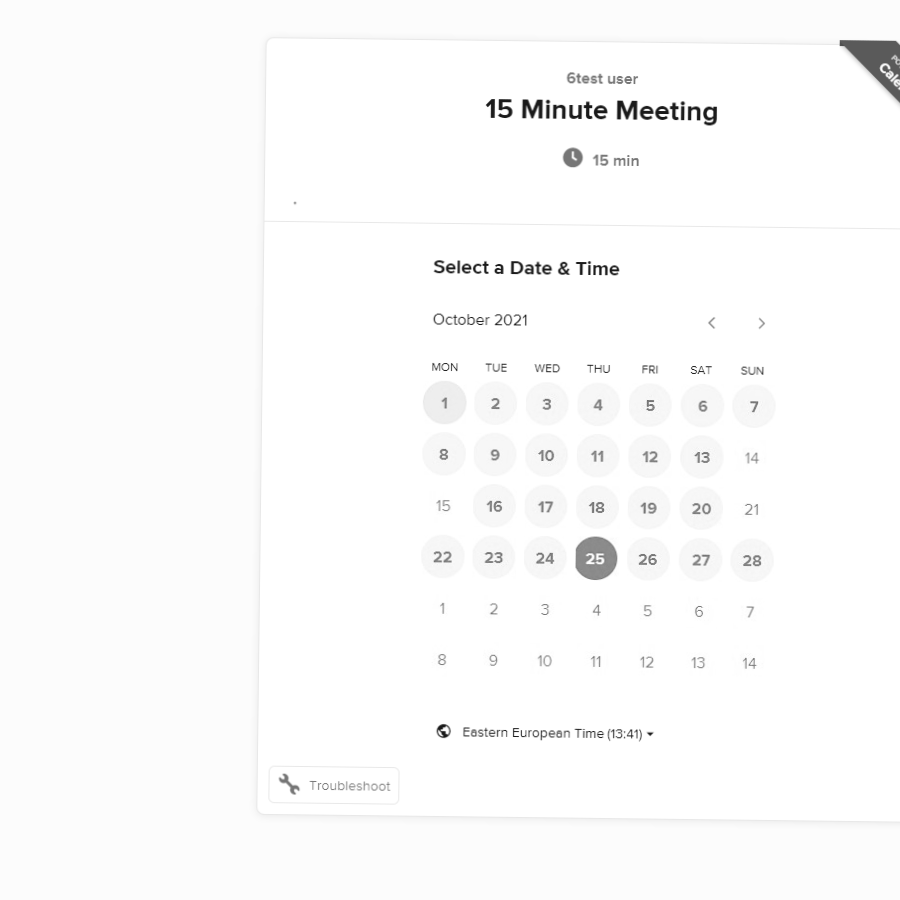 6test user
15 Minute Meeting
15 min
Select a Date & Time
October 2021
MON TUE WED THU FRI SAT SUN
1 2 3 4 5 6 7
8 9 10 11 12 13 14
15 16 17 18 19 20 21
22 23 24 25 26 27 28
1 2 3 4 5 6 7
8 9 10 11 12 13 14
Eastern European Time (13:41)
Troubleshoot